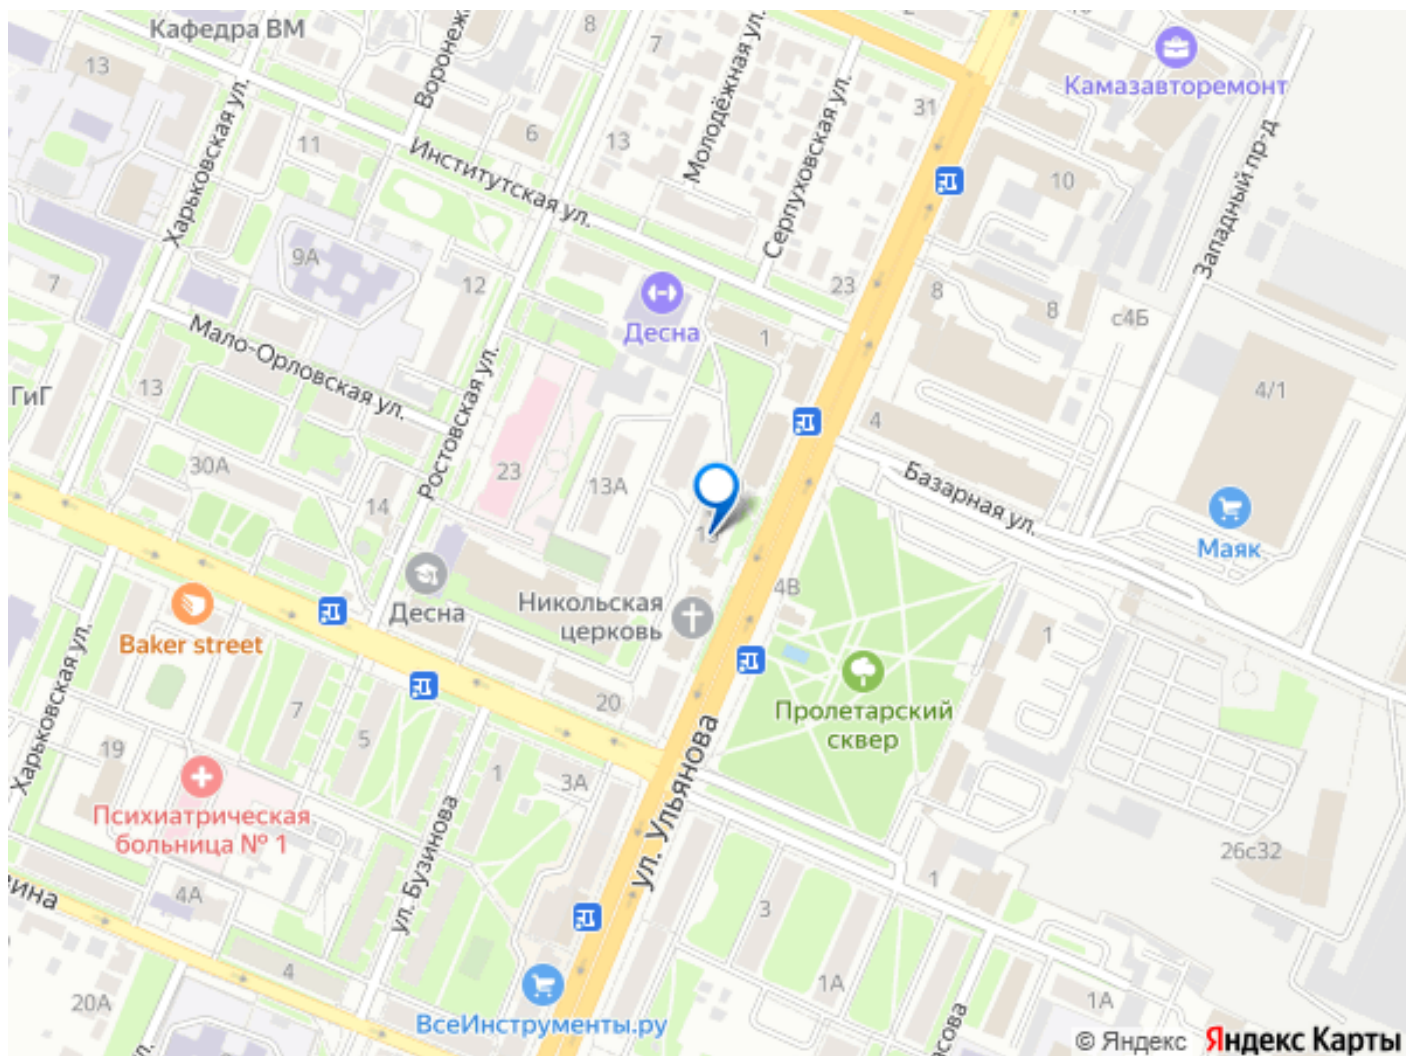 Кафедра ВМ
8
2
13
7
31
Камазавторемонт
Харьковская ул.
Молодёжная ул.
Серпуховская ул.
Западный пр-д
6
11
13
10
Институтская ул.
9А
12
7
23
8
8
с4Б
Десна
1
Мало-Орловская ул.
Ростовская ул.
ГиГ
13
4/1
4
30А
23
13А
14
Базарная ул.
Маяк
Десна
Никольская
церковь
4В
1
Baker street
Харьковская ул.
7
5
20
Пролетарский
сквер
19
1
3А
ул. Ульянова
Психиатрическая
больница № 1
ул. Бузинова
26с32
4А
1
3
4
20А
1А
1А
ВсеИнструменты.ру
© Яндекс Яндекс Карты